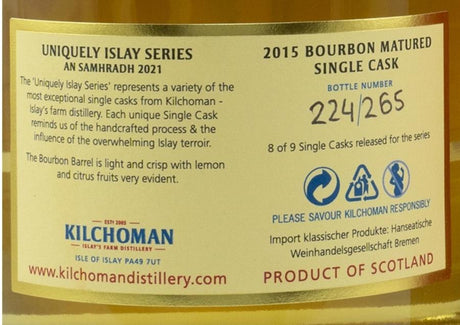 UNIQUELY ISLAY SERIES
AN SAMHRADH 2021
The 'Uniquely Islay Series' represents a variety of the
most exceptional single casks from Kilchoman -
Islay's farm distillery. Each unique Single Cask
reminds us of the handcrafted process & the
influence of the overwhelming Islay terroir.
The Bourbon Barrel is light and crisp with lemon
and citrus fruits very evident.
ESTD 2005
KILCHOMAN
ISLAY'S FARM DISTILLERY
ISLE OF ISLAY PA49 7UT
www.kilchomandistillery.com
2015 BOURBON MATURED
SINGLE CASK
BOTTLE NUMBER
224/265
8 of 9 Single Casks released for the series
PLEASE SAVOUR KILCHOMAN RESPONSIBLY
Import klassischer Produkte: Hanseatische
Weinhandelsgesellschaft Bremen
PRODUCT OF SCOTLAND